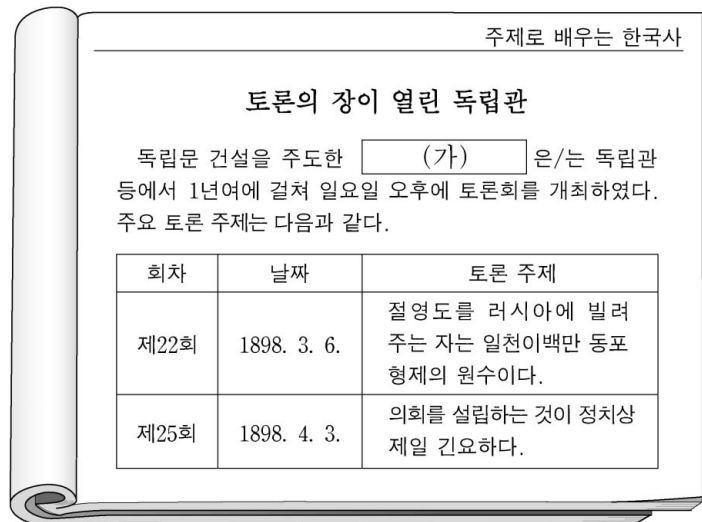 주제로 배우는 한국사
토론의 장이 열린 독립관
독립문 건설을 주도한 (가) 은/는 독립관
등에서 1년여에 걸쳐 일요일 오후에 토론회를 개최하였다.
주요 토론 주제는 다음과 같다.
회차 날짜 토론 주제
제22회 1898. 3. 6. 절영도를 러시아에 빌려
주는 자는 일천이백만 동포
형제의 원수이다.
제25회 1898. 4. 3. 의회를 설립하는 것이 정치상
제일 긴요하다.